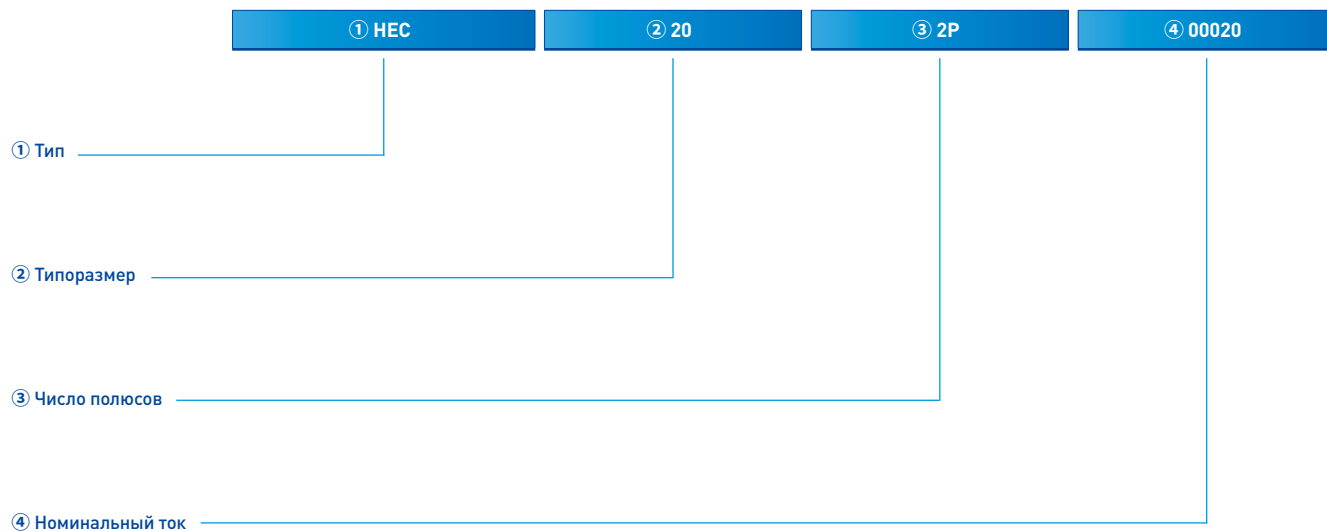 ① HEC ② 20 ③ 2P ④ 00020
① Тип
② Типоразмер
③ Число полюсов
④ Номинальный ток